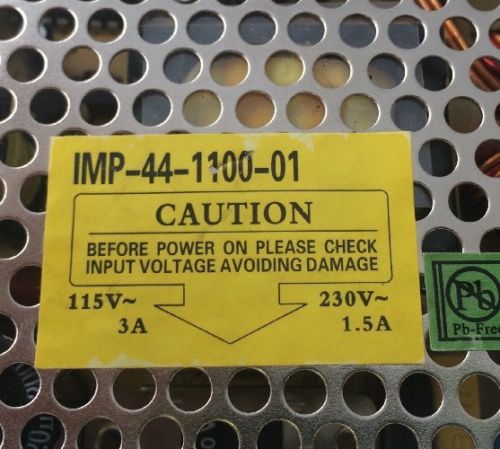 IMP-44-1100-01
CAUTION
BEFORE POWER ON PLEASE CHECK
INPUT VOLTAGE AVOIDING DAMAGE
115V~ 230V~
3A 1.5A
Pb
Pb-Free